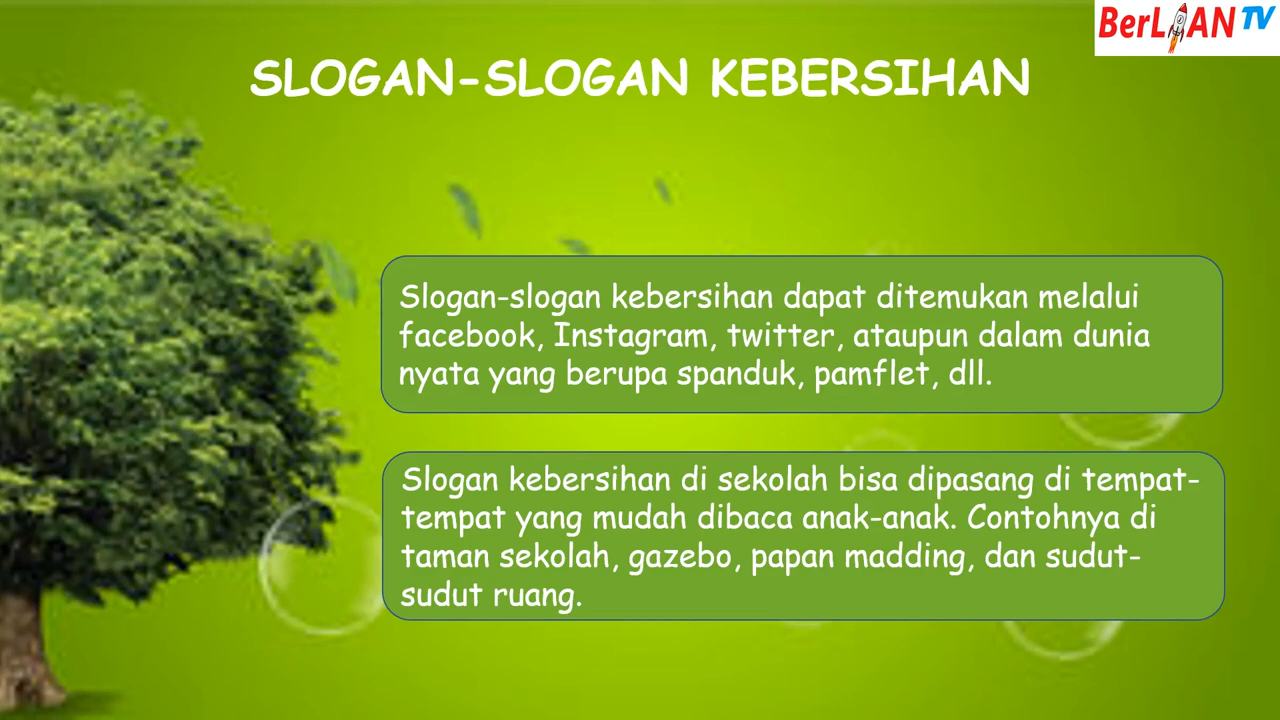 BerLIAN TV
SLOGAN-SLOGAN KEBERSIHAN
Slogan-slogan kebersihan dapat ditemukan melalui
facebook, Instagram, twitter, ataupun dalam dunia
nyata yang berupa spanduk, pamflet, dll.
Slogan kebersihan di sekolah bisa dipasang di tempat-
tempat yang mudah dibaca anak-anak. Contohnya di
taman sekolah, gazebo, papan madding, dan sudut-
sudut ruang.